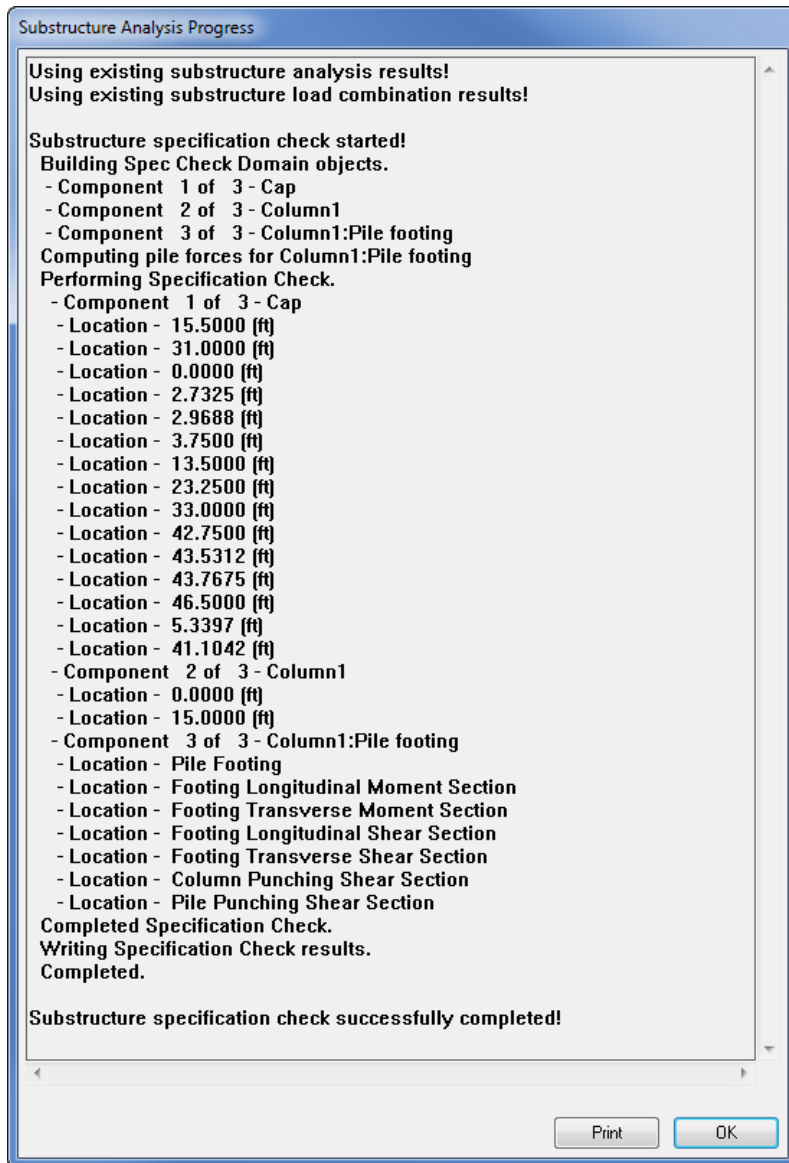 Substructure Analysis Progress
Using existing substructure analysis results!
Using existing substructure load combination results!
Substructure specification check started!
Building Spec Check Domain objects.
- Component 1 of 3 - Cap
- Component 2 of 3 - Column1
- Component 3 of 3 - Column1:Pile footing
Computing pile forces for Column1:Pile footing
Performing Specification Check.
- Component 1 of 3 - Cap
- Location - 15.5000 (ft)
- Location - 31.0000 (ft)
- Location - 0.0000 (ft)
- Location - 2.7325 (ft)
- Location - 2.9688 (ft)
- Location - 3.7500 (ft)
- Location - 13.5000 (ft)
- Location - 23.2500 (ft)
- Location - 33.0000 (ft)
- Location - 42.7500 (ft)
- Location - 43.5312 (ft)
- Location - 43.7675 (ft)
- Location - 46.5000 (ft)
- Location - 5.3397 (ft)
- Location - 41.1042 (ft)
- Component 2 of 3 - Column1
- Location - 0.0000 (ft)
- Location - 15.0000 (ft)
- Component 3 of 3 - Column1:Pile footing
- Location - Pile Footing
- Location - Footing Longitudinal Moment Section
- Location - Footing Transverse Moment Section
- Location - Footing Longitudinal Shear Section
- Location - Footing Transverse Shear Section
- Location - Column Punching Shear Section
- Location - Pile Punching Shear Section
Completed Specification Check.
Writing Specification Check results.
Completed.
Substructure specification check successfully completed!
Print OK